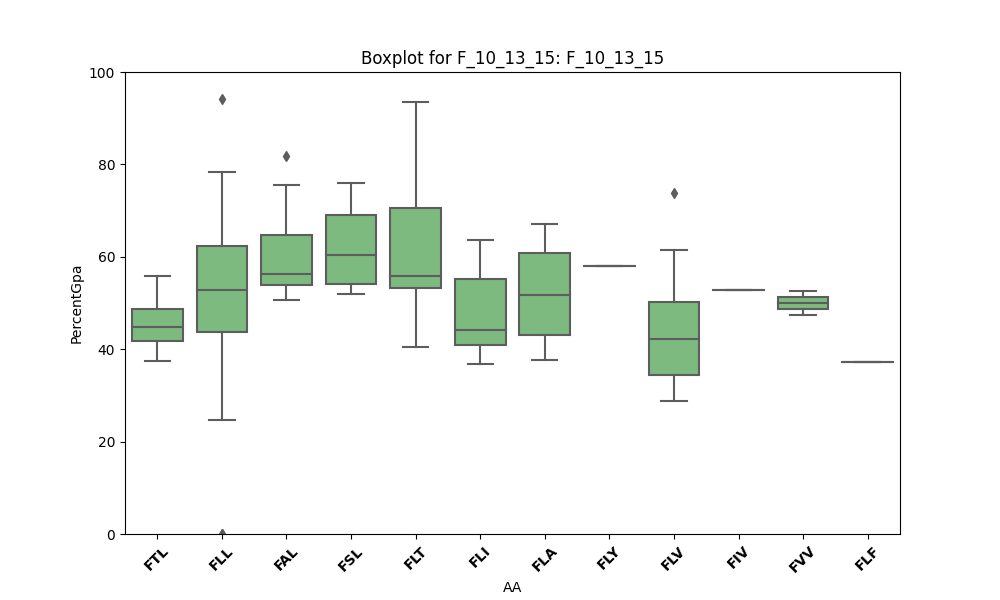 Boxplot for F_10_13_15: F_10_13_15
100
80
60
40
20
0
PercentGpa
FTL FLL FAL FSL FLT FLI FLA FLY FLV FIV FVV FLF
AA